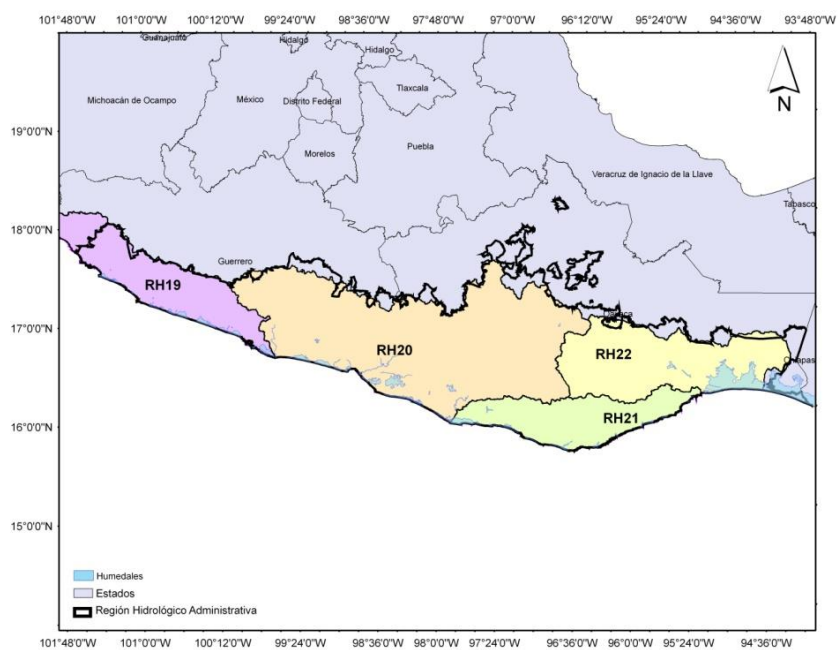 101°48'0"W 101°0'0"W 100°12'0"W 99°24'0"W 98°36'0"W 97°48'0"W 97°0'0"W 96°12'0"W 95°24'0"W 94°36'0"W 93°48'0"W
Guanajuato
Hidalgo
Hidalgo
Tlaxcala
Michoacán de Ocampo
México
Distrito Federal
N
19°0'0"N
Morelos
Puebla
Veracruz de Ignacio de la Llave
Tabasco
18°0'0"N
Guerrero
RH19
17°0'0"N
Oaxaca
RH20
RH22
Chiapas
RH21
16°0'0"N
15°0'0"N
Humedales
Estados
Región Hidrológico Administrativa
101°48'0"W 101°0'0"W 100°12'0"W 99°24'0"W 98°36'0"W 98°0'0"W 97°24'0"W 96°36'0"W 96°0'0"W 95°24'0"W 94°36'0"W